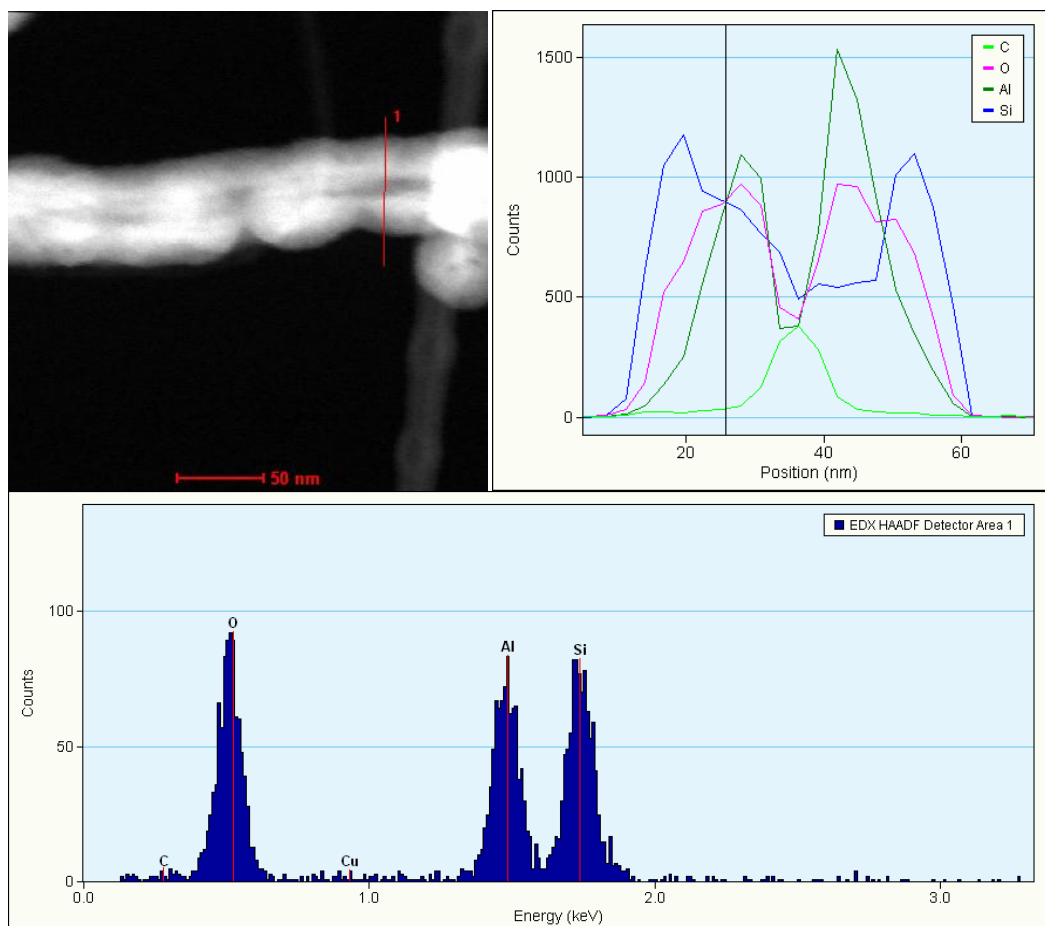 1
50 nm
1500
1000
500
0
Counts
20
40
60
Position (nm)
C
O
Al
Si
EDX HAADF Detector Area 1
100
50
0
Counts
O
Al
Si
C
Cu
0.0
1.0
2.0
3.0
Energy (keV)